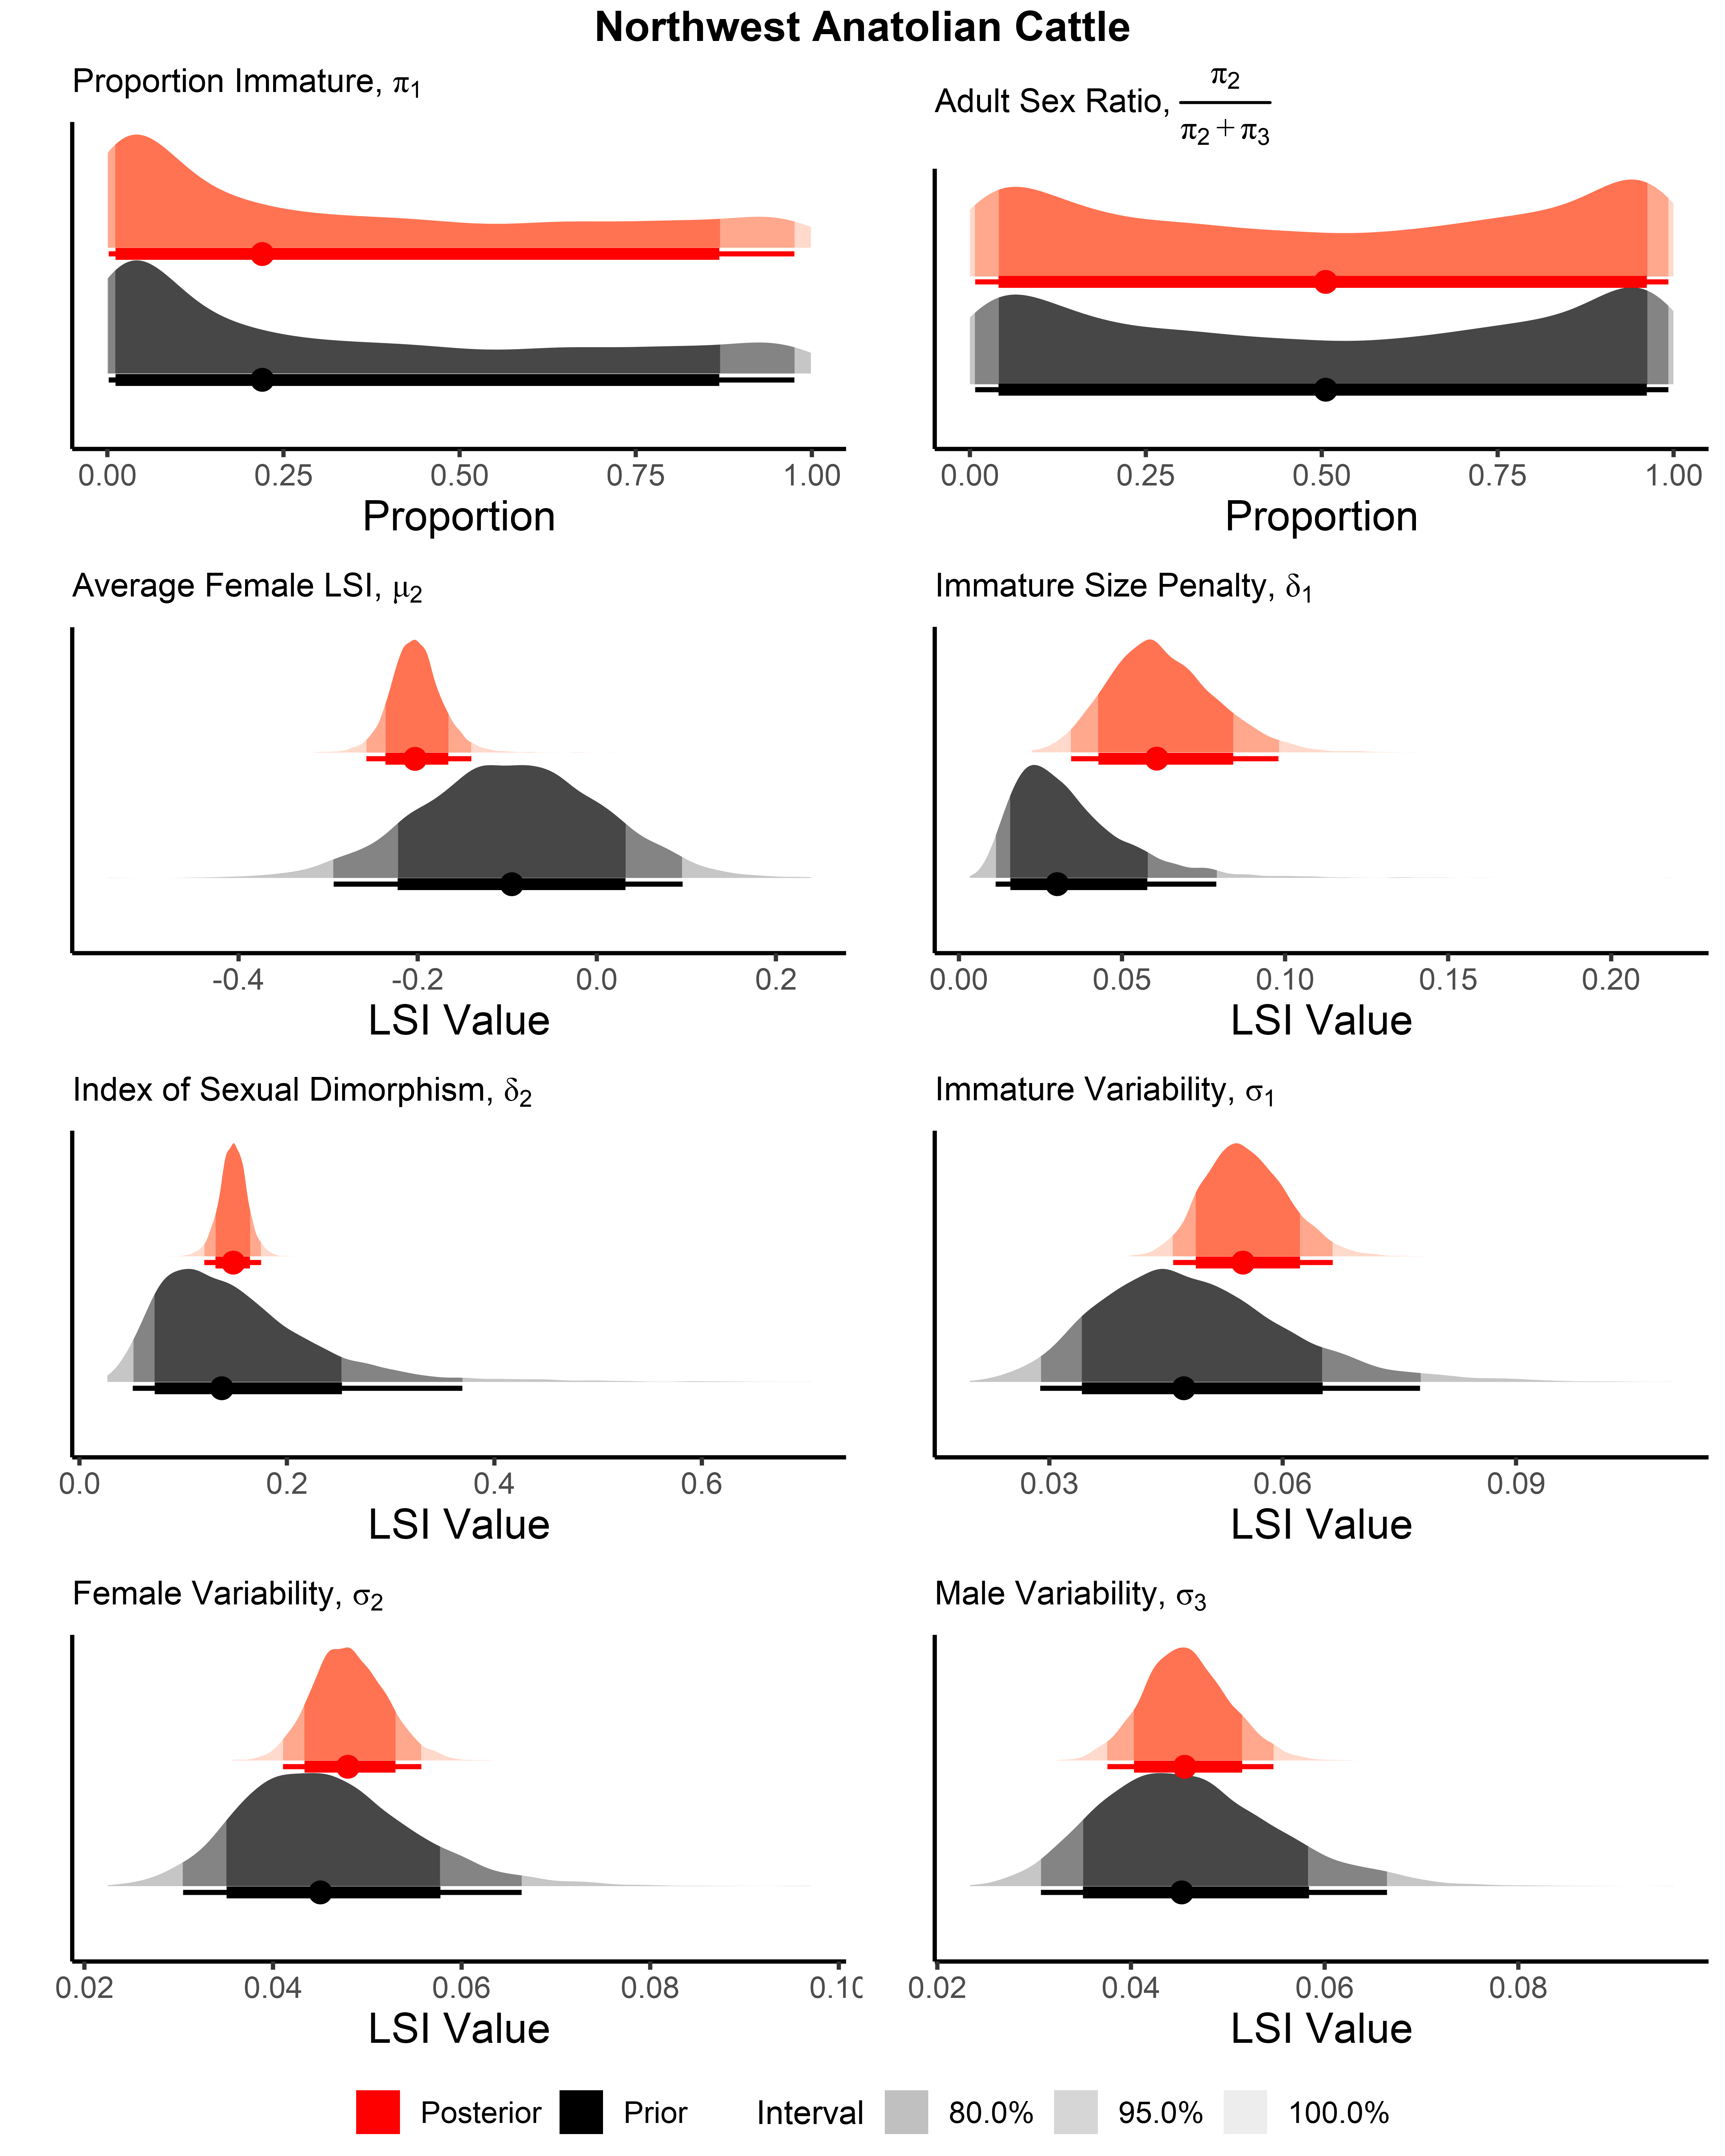 Northwest Anatolian Cattle
Proportion Immature, π1
Adult Sex Ratio, π2 / π2 + π3
0.00 0.25 0.50 0.75 1.00
Proportion
0.00 0.25 0.50 0.75 1.00
Proportion
Average Female LSI, μ2
Immature Size Penalty, δ1
-0.4 -0.2 0.0 0.2
LSI Value
0.00 0.05 0.10 0.15 0.20
LSI Value
Index of Sexual Dimorphism, δ2
Immature Variability, σ1
0.0 0.2 0.4 0.6
LSI Value
0.03 0.06 0.09
LSI Value
Female Variability, σ2
Male Variability, σ3
0.02 0.04 0.06 0.08 0.10
LSI Value
0.02 0.04 0.06 0.08
LSI Value
Posterior Prior Interval 80.0% 95.0% 100.0%